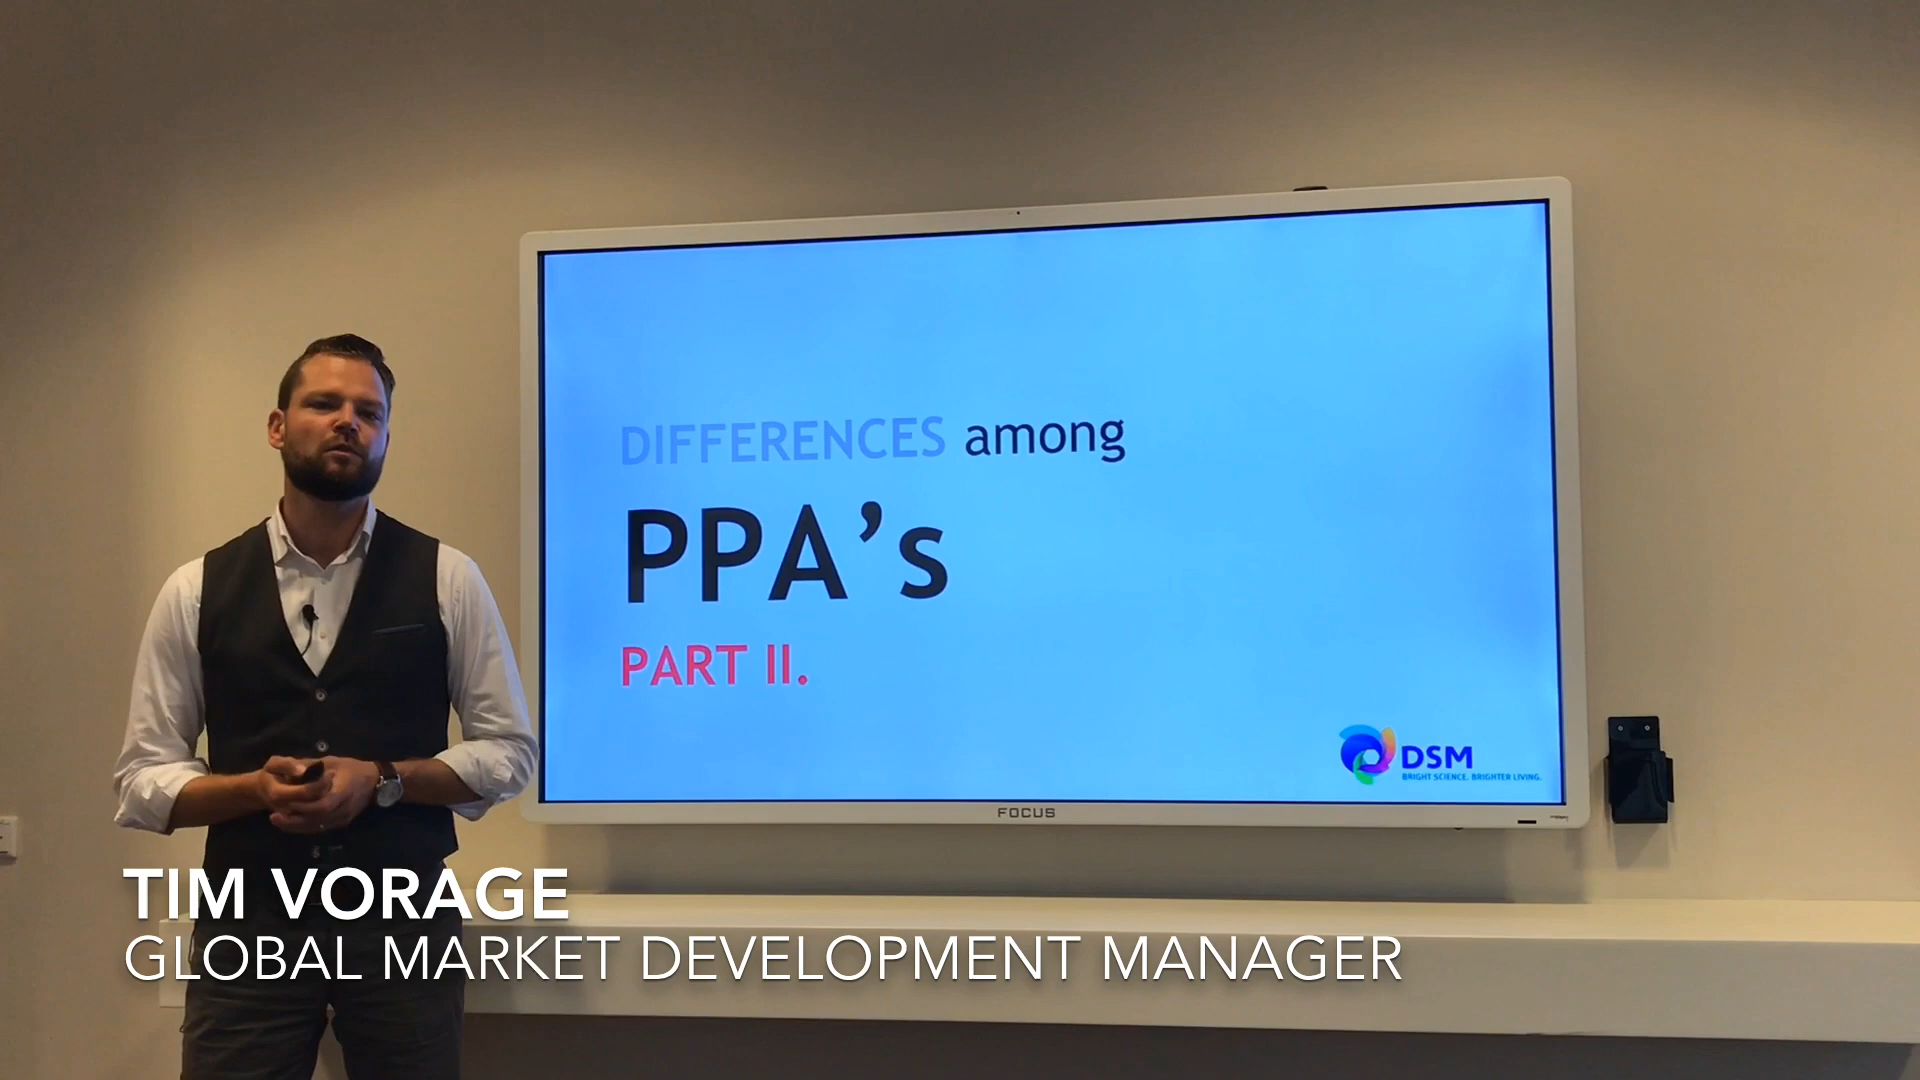 DIFFERENCES among
PPA’s
PART II.
DSM
BRIGHT SCIENCE. BRIGHTER LIVING.
FOCUS
TIM VORAGE
GLOBAL MARKET DEVELOPMENT MANAGER